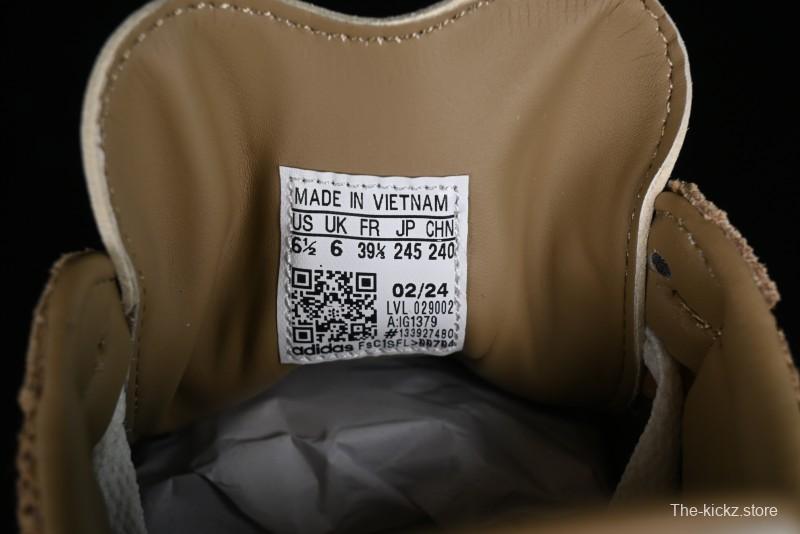 MADE IN VIETNAM
US UK FR JP CHN
6½ 6 39⅓ 245 240
02/24
LVL 029002
A:IG1379
#133927480
adidas
The-kickz.store